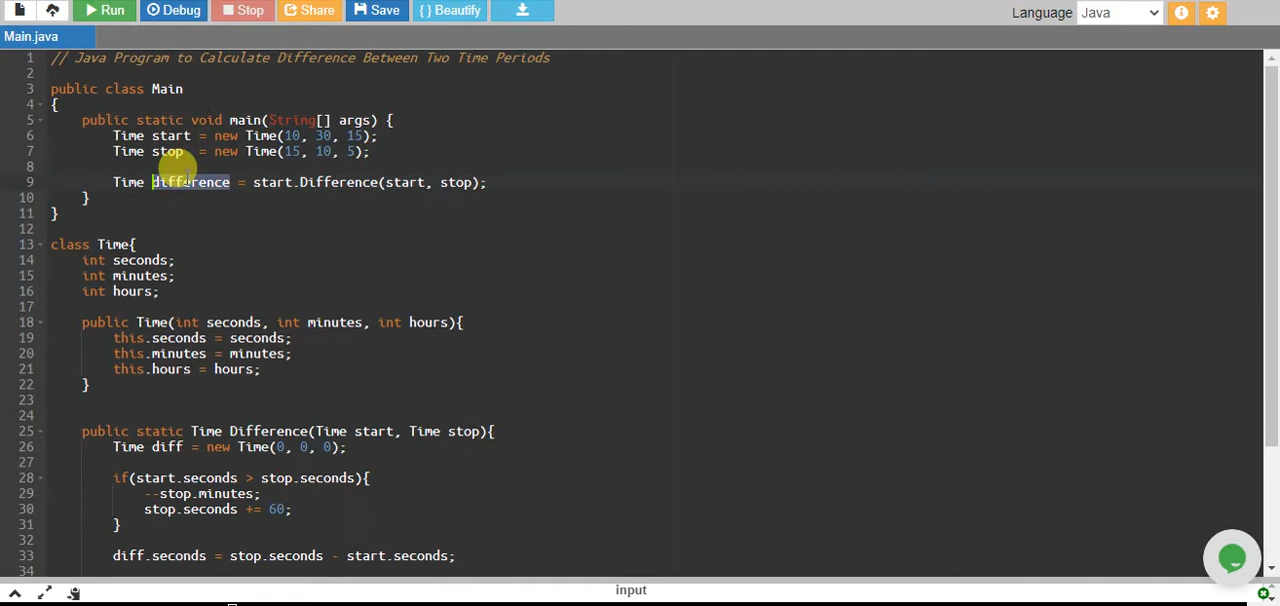 Run Debug Stop Share Save { } Beautify Language Java
Main.java
1 // Java Program to Calculate Difference Between Two Time Periods
2
3 public class Main
4 {
5 public static void main(String[] args) {
6 Time start = new Time(10, 30, 15);
7 Time stop = new Time(15, 10, 5);
8
9 Time difference = start.Difference(start, stop);
10 }
11 }
12
13 class Time{
14 int seconds;
15 int minutes;
16 int hours;
17
18 public Time(int seconds, int minutes, int hours){
19 this.seconds = seconds;
20 this.minutes = minutes;
21 this.hours = hours;
22 }
23
24
25 public static Time Difference(Time start, Time stop){
26 Time diff = new Time(0, 0, 0);
27
28 if(start.seconds > stop.seconds){
29 --stop.minutes;
30 stop.seconds += 60;
31 }
32
33 diff.seconds = stop.seconds - start.seconds;
34
input